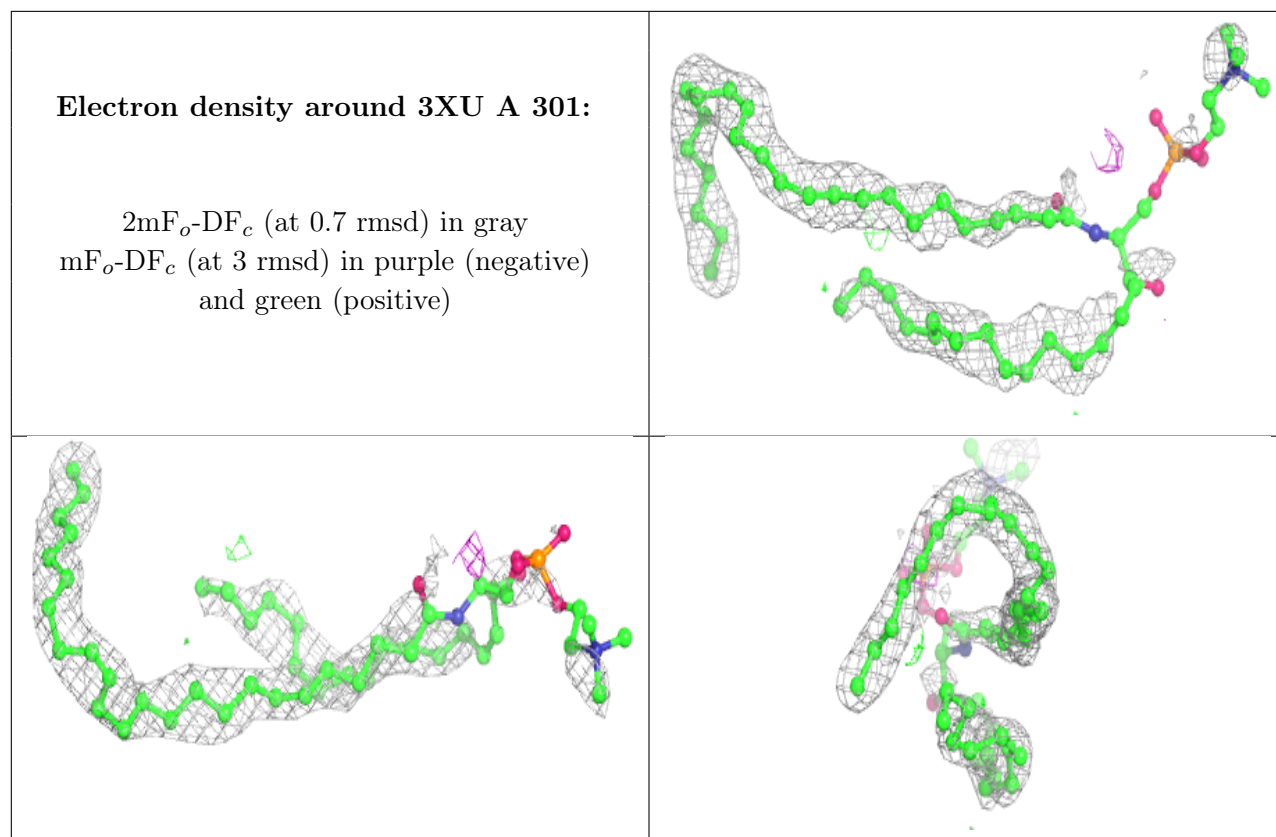 Electron density around 3XU A 301:
2mFₒ-DF𝒸 (at 0.7 rmsd) in gray
mFₒ-DF𝒸 (at 3 rmsd) in purple (negative)
and green (positive)